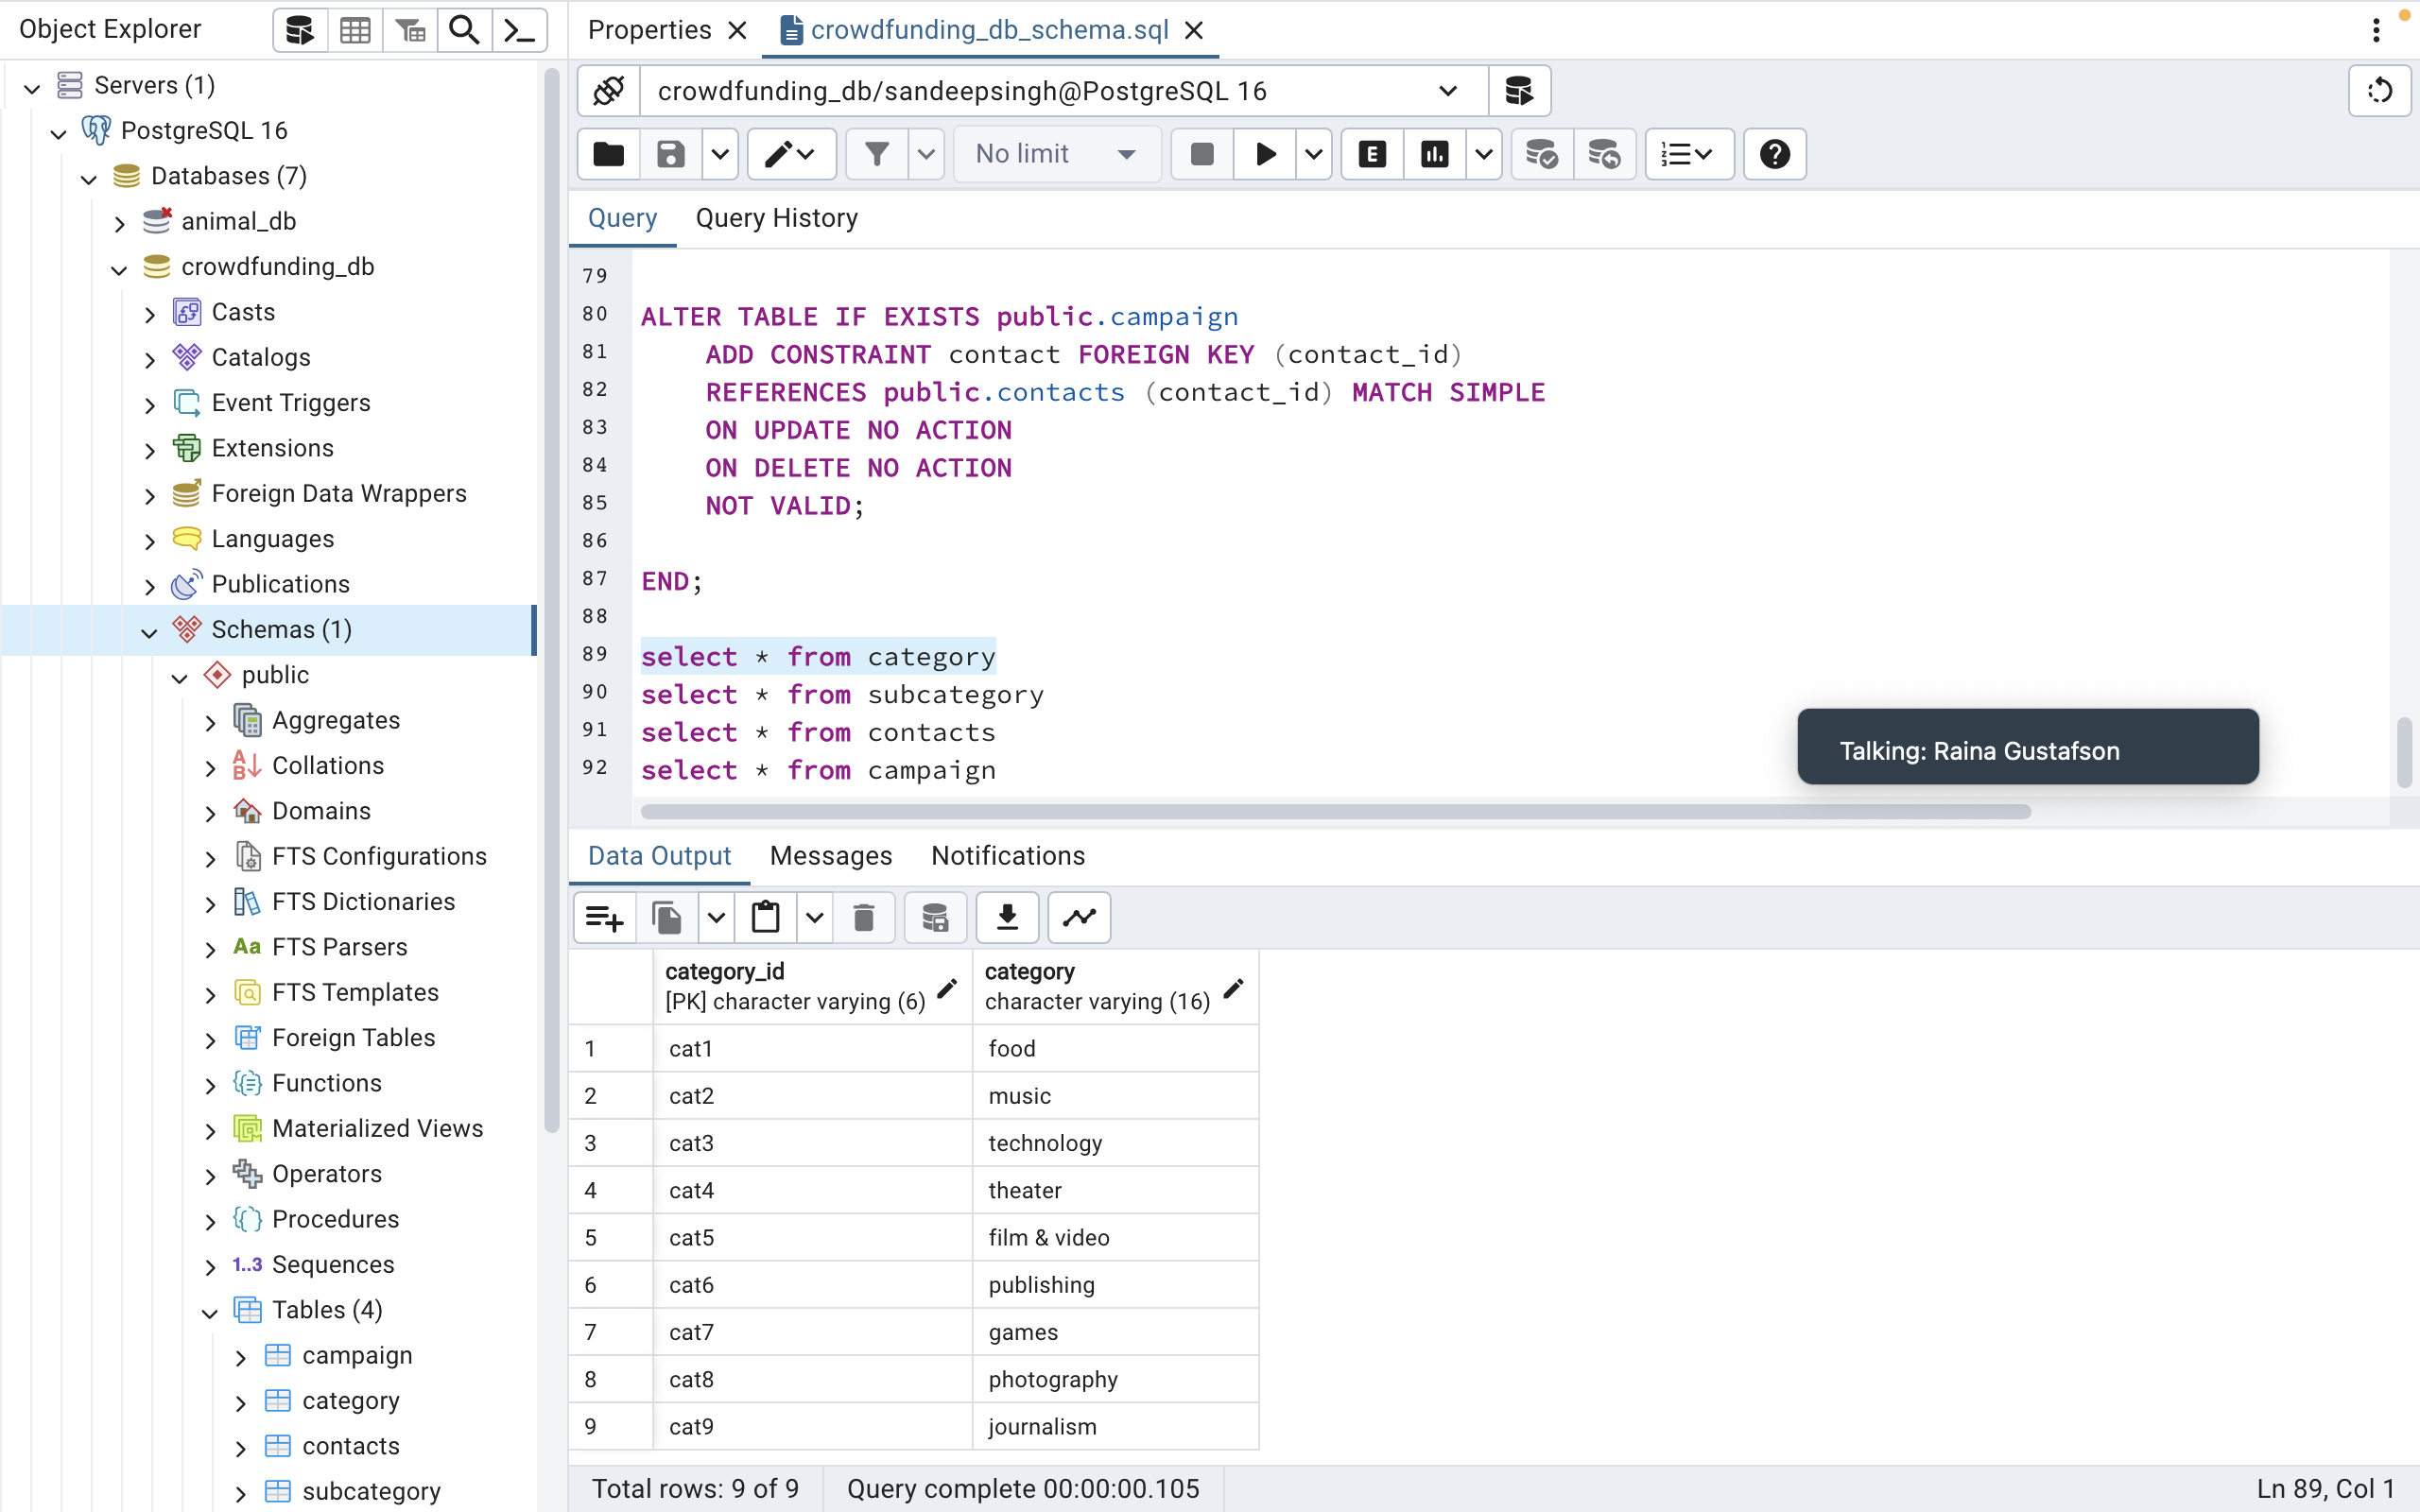 Object Explorer
Servers (1)
PostgreSQL 16
Databases (7)
animal_db
crowdfunding_db
Casts
Catalogs
Event Triggers
Extensions
Foreign Data Wrappers
Languages
Publications
Schemas (1)
public
Aggregates
Collations
Domains
FTS Configurations
FTS Dictionaries
Aa FTS Parsers
FTS Templates
Foreign Tables
Functions
Materialized Views
Operators
Procedures
1..3 Sequences
Tables (4)
campaign
category
contacts
subcategory
Properties
crowdfunding_db_schema.sql
crowdfunding_db/sandeepsingh@PostgreSQL 16
No limit
E
Query Query History
79
80 ALTER TABLE IF EXISTS public.campaign
81 ADD CONSTRAINT contact FOREIGN KEY (contact_id)
82 REFERENCES public.contacts (contact_id) MATCH SIMPLE
83 ON UPDATE NO ACTION
84 ON DELETE NO ACTION
85 NOT VALID;
86
87 END;
88
89 select * from category
90 select * from subcategory
91 select * from contacts
92 select * from campaign
Talking: Raina Gustafson
Data Output Messages Notifications
category_id category
[PK] character varying (6) character varying (16)
1 cat1 food
2 cat2 music
3 cat3 technology
4 cat4 theater
5 cat5 film & video
6 cat6 publishing
7 cat7 games
8 cat8 photography
9 cat9 journalism
Total rows: 9 of 9 Query complete 00:00:00.105 Ln 89, Col 1